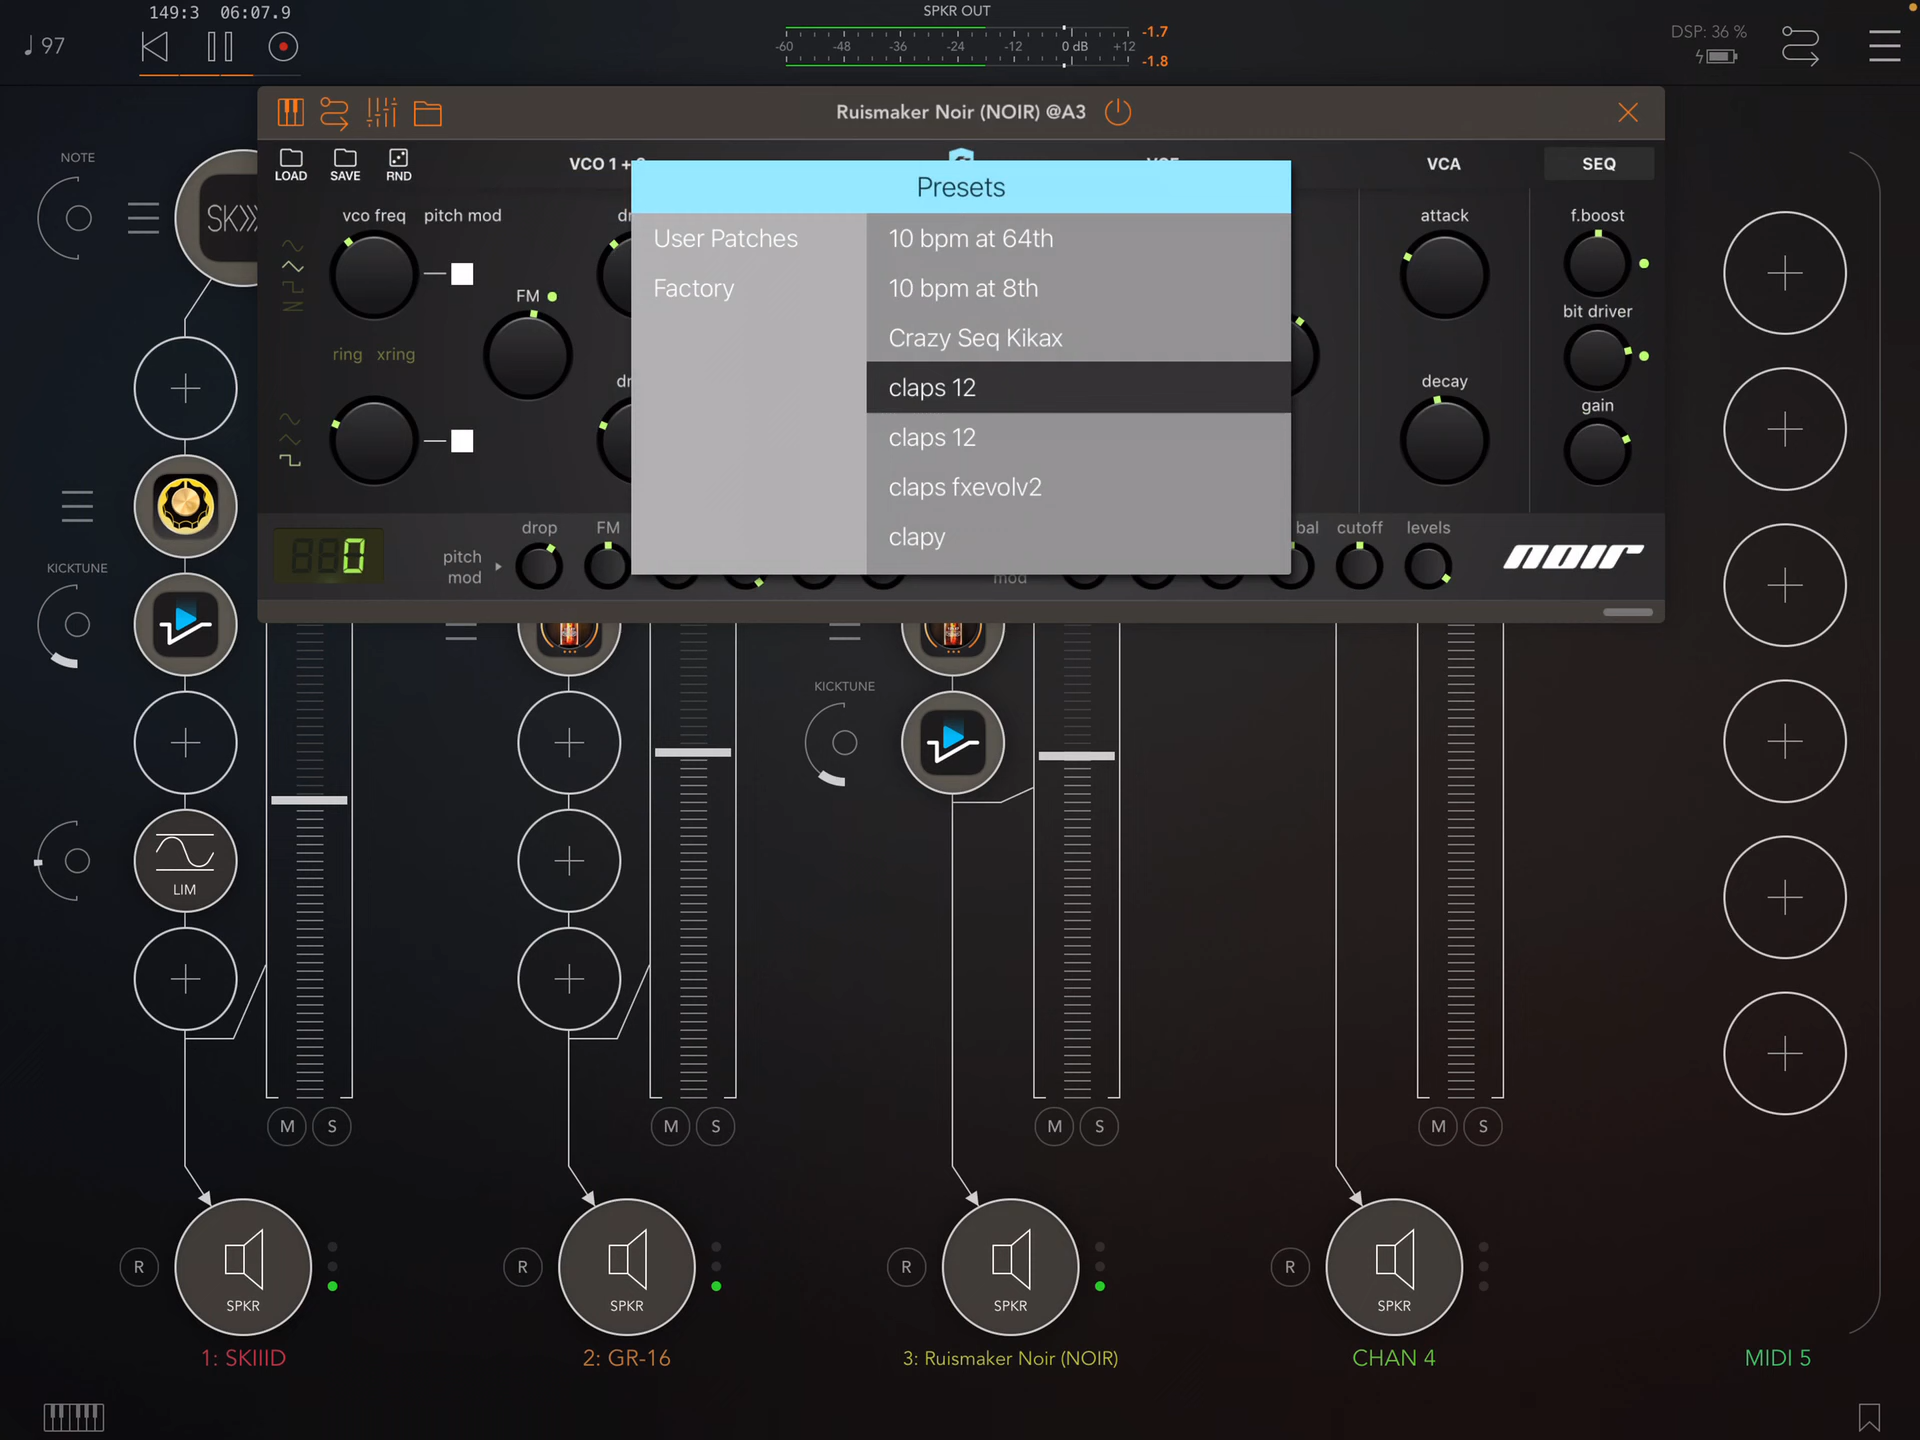 149:3 06:07.9
SPKR OUT
97
-60 -48 -36 -24 -12 0 dB +12
-1.7
-1.8
DSP: 36 %
Ruismaker Noir (NOIR) @A3
LOAD SAVE RND
VCO 1 +
VCA
SEQ
Presets
User Patches
Factory
10 bpm at 64th
10 bpm at 8th
Crazy Seq Kikax
claps 12
claps 12
claps fxevolv2
clapy
NOTE
SK
vco freq pitch mod
FM
ring xring
attack
decay
f.boost
bit driver
gain
0
pitch
mod
drop FM
mod
bal cutoff levels
noir
KICKTUNE
KICKTUNE
LIM
M S
M S
M S
M S
R SPKR
R SPKR
R SPKR
R SPKR
1: SKIIID
2: GR-16
3: Ruismaker Noir (NOIR)
CHAN 4
MIDI 5